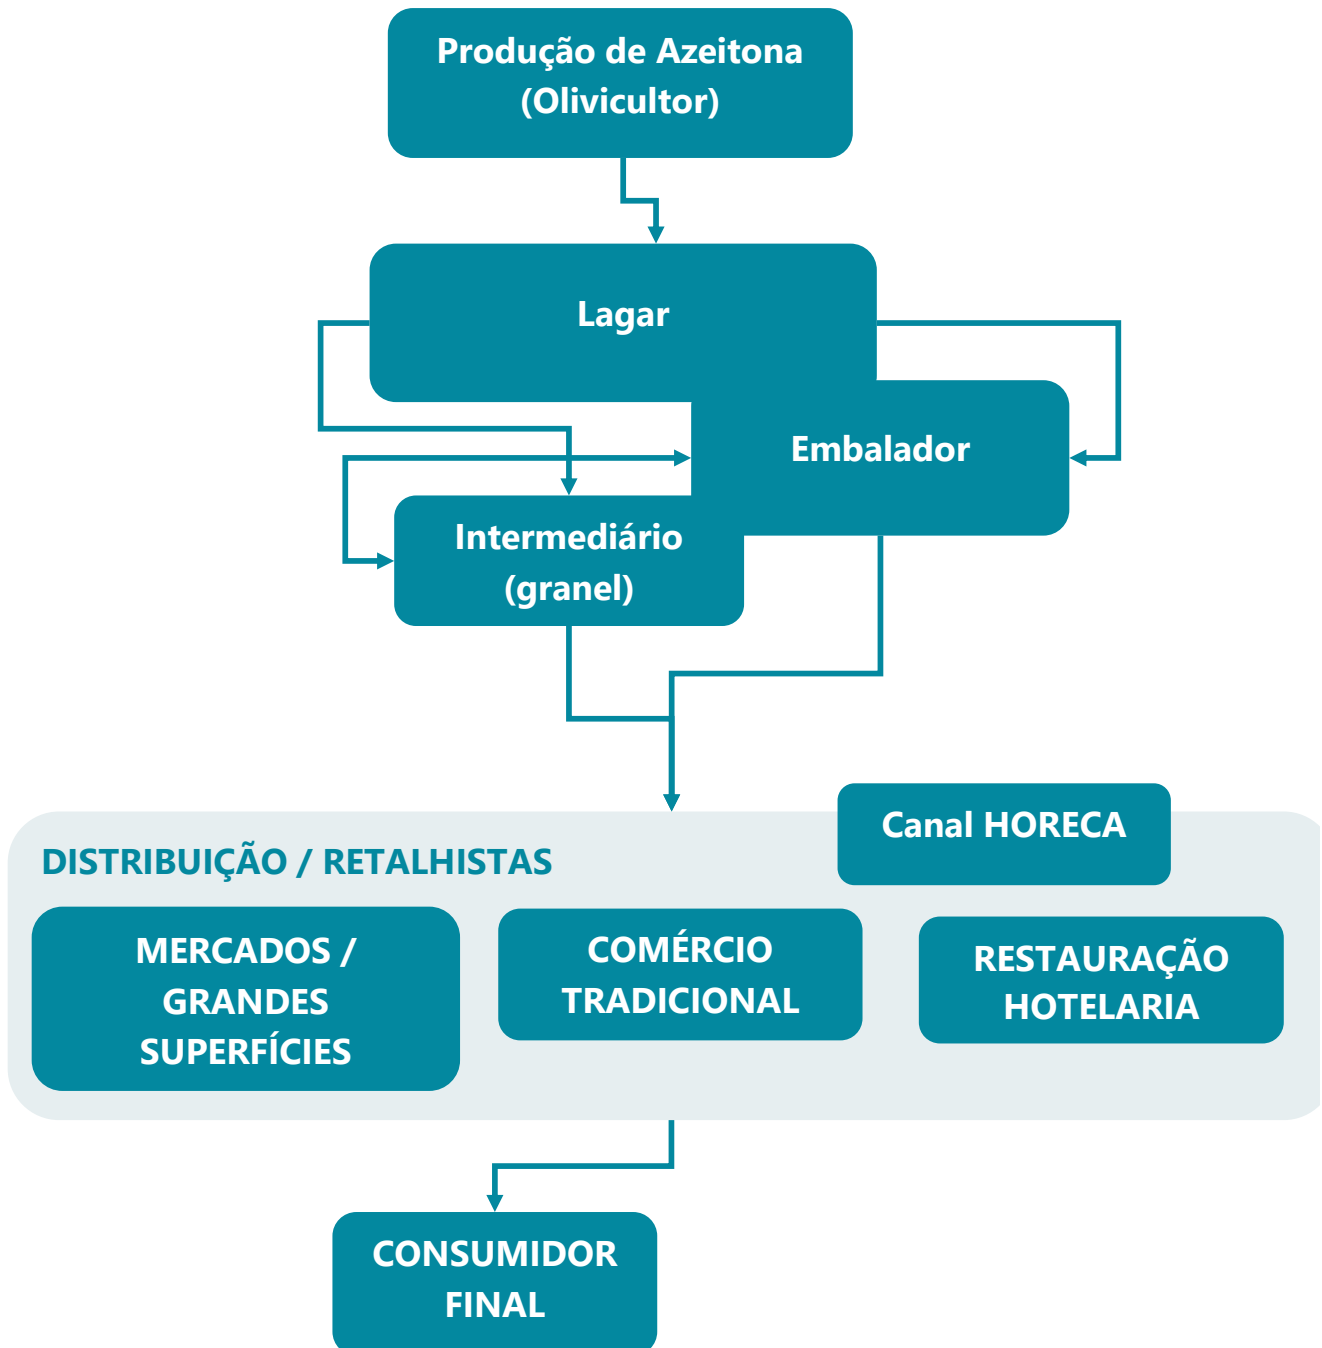 Produção de Azeitona
(Olivicultor)
Lagar
Embalador
Intermediário
(granel)
Canal HORECA
DISTRIBUIÇÃO / RETALHISTAS
MERCADOS /
GRANDES
SUPERFÍCIES
COMÉRCIO
TRADICIONAL
RESTAURAÇÃO
HOTELARIA
CONSUMIDOR
FINAL